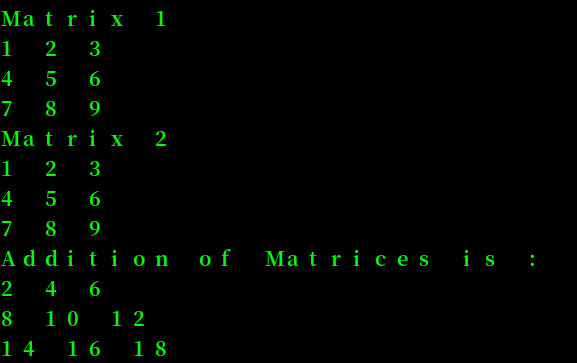 Matrix 1
1 2 3
4 5 6
7 8 9
Matrix 2
1 2 3
4 5 6
7 8 9
Addition of Matrices is :
2 4 6
8 10 12
14 16 18